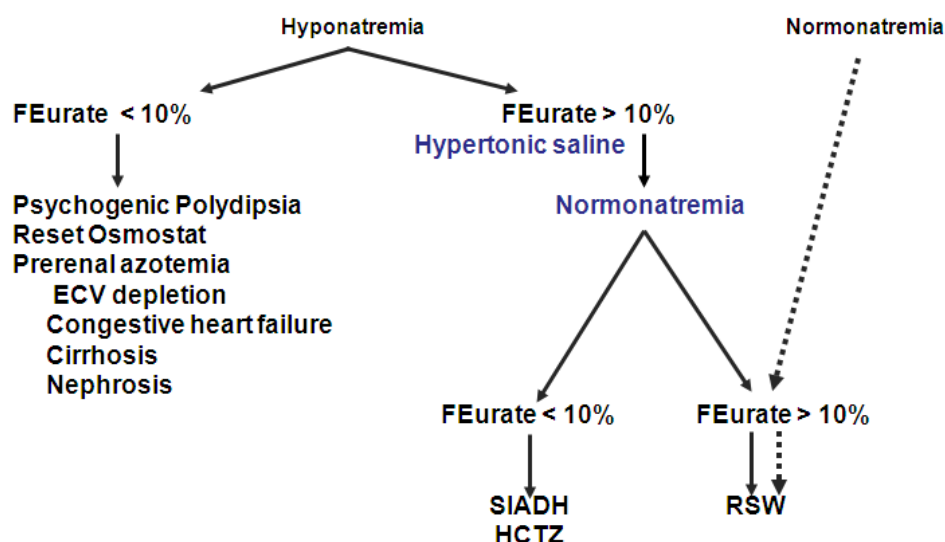 Hyponatremia
Normonatremia
FEurate < 10%
FEurate > 10%
Hypertonic saline
Psychogenic Polydipsia
Reset Osmostat
Prerenal azotemia
ECV depletion
Congestive heart failure
Cirrhosis
Nephrosis
Normonatremia
FEurate < 10%
FEurate > 10%
SIADH
HCTZ
RSW